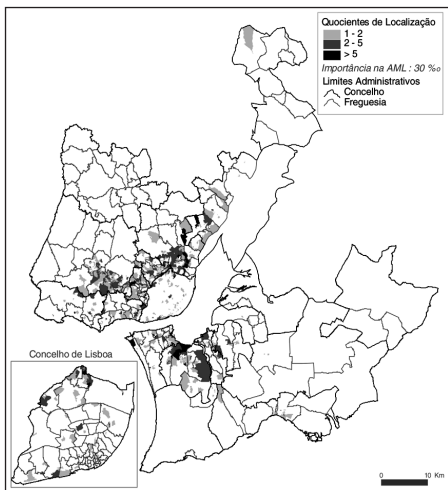 Quocientes de Localização
1 - 2
2 - 5
> 5
Importância na AML : 30 ‰
Limites Administrativos
Concelho
Freguesia
Concelho de Lisboa
0 10 Km